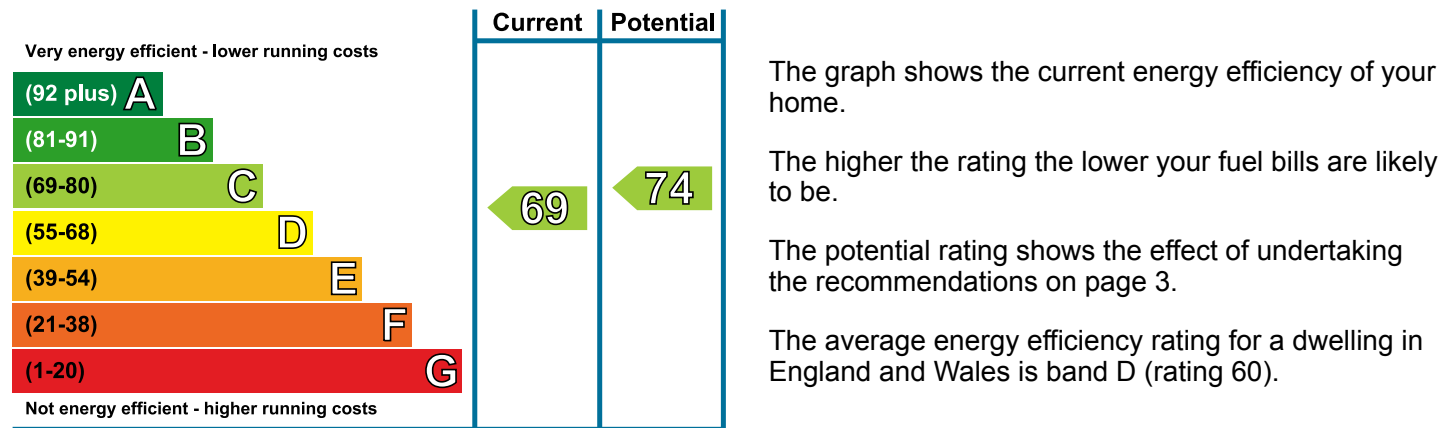 Current Potential
Very energy efficient - lower running costs
(92 plus) A
(81-91) B
(69-80) C
(55-68) D
(39-54) E
(21-38) F
(1-20) G
Not energy efficient - higher running costs
69
74
The graph shows the current energy efficiency of your
home.
The higher the rating the lower your fuel bills are likely
to be.
The potential rating shows the effect of undertaking
the recommendations on page 3.
The average energy efficiency rating for a dwelling in
England and Wales is band D (rating 60).